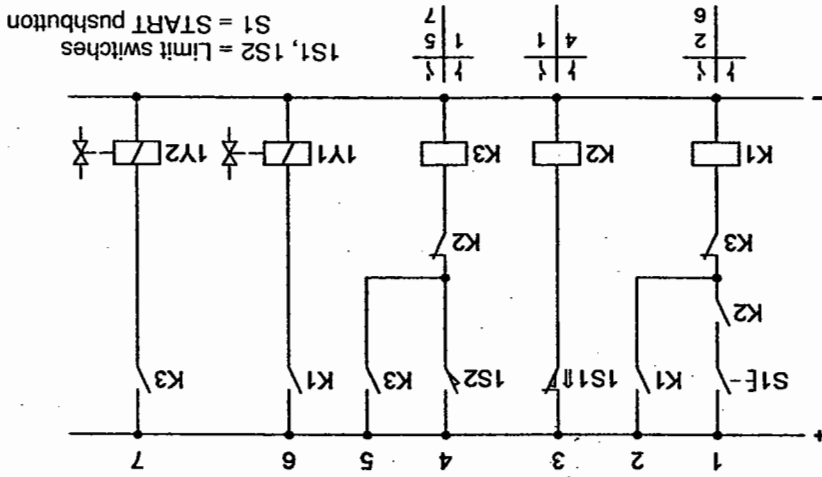 1 2 3 4 5 6 7
+
S1 K1 1S1 1S2 K3 K1 K3
K2
K3 K2
K1 K2 K3 1Y1 1Y2
–
2 4 1 1 5
6 7
1S1, 1S2 = Limit switches
S1 = START pushbutton